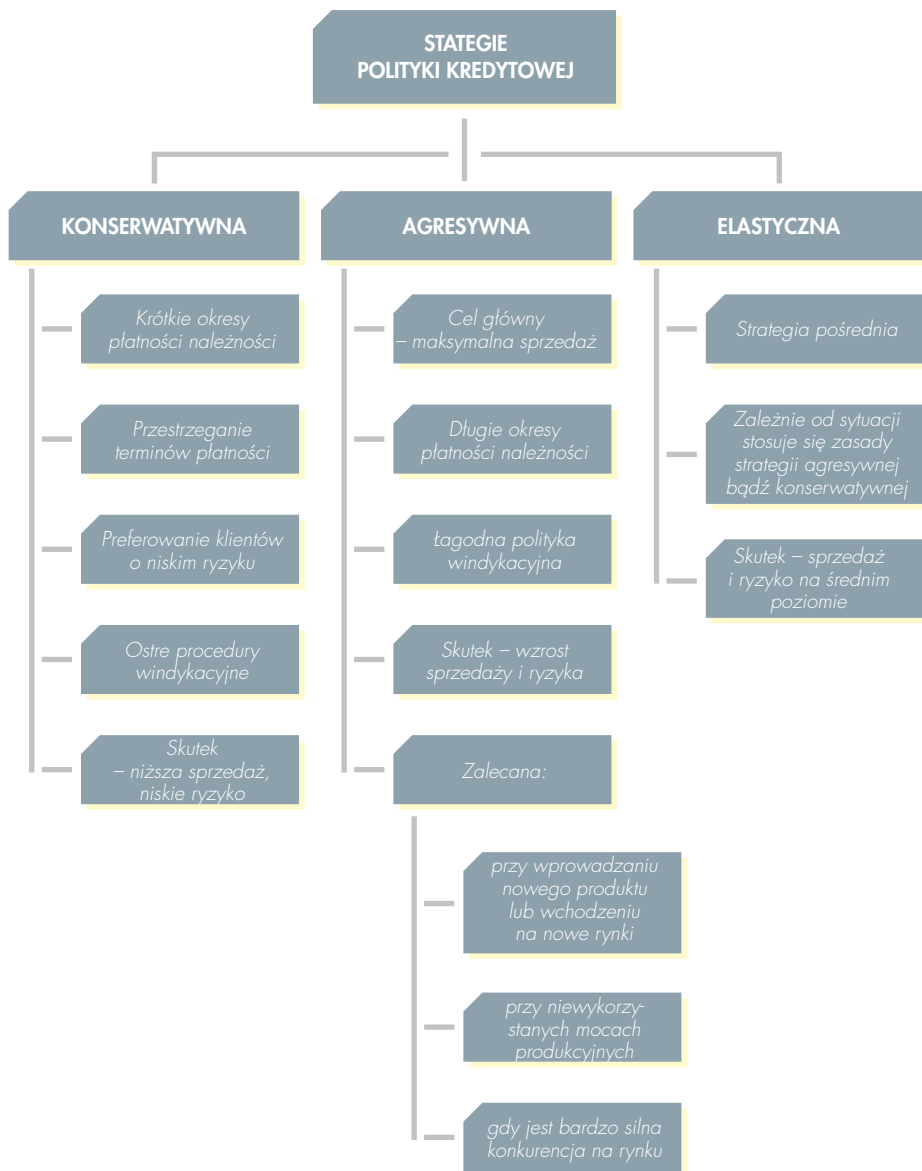 STATEGIE
POLITYKI KREDYTOWEJ
KONSERWATYWNA
Krótkie okresy
płatności należności
Przestrzeganie
terminów płatności
Preferowanie klientów
o niskim ryzyku
Ostre procedury
windykacyjne
Skutek
– niższa sprzedaż,
niskie ryzyko
AGRESYWNA
Cel główny
– maksymalna sprzedaż
Długie okresy
płatności należności
Łagodna polityka
windykacyjna
Skutek – wzrost
sprzedaży i ryzyka
Zalecana:
przy wprowadzaniu
nowego produktu
lub wchodzeniu
na nowe rynki
przy niewykorzy-
stanych mocach
produkcyjnych
gdy jest bardzo silna
konkurencja na rynku
ELASTYCZNA
Strategia pośrednia
Zależnie od sytuacji
stosuje się zasady
strategii agresywnej
bądź konserwatywnej
Skutek – sprzedaż
i ryzyko na średnim
poziomie